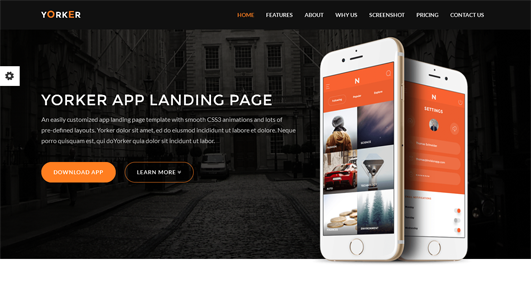 YORKER
HOME FEATURES ABOUT WHY US SCREENSHOT PRICING CONTACT US
YORKER APP LANDING PAGE
An easily customized app landing page template with smooth CSS3 animations and lots of
pre-defined layouts. Yorker dolor sit amet, ed do eiusmod incididunt ut labore et dolore. Neque
porro quisquam est, qui doYorker quia dolor sit incidunt ut labor.
DOWNLOAD APP
LEARN MORE
N
N
SETTINGS